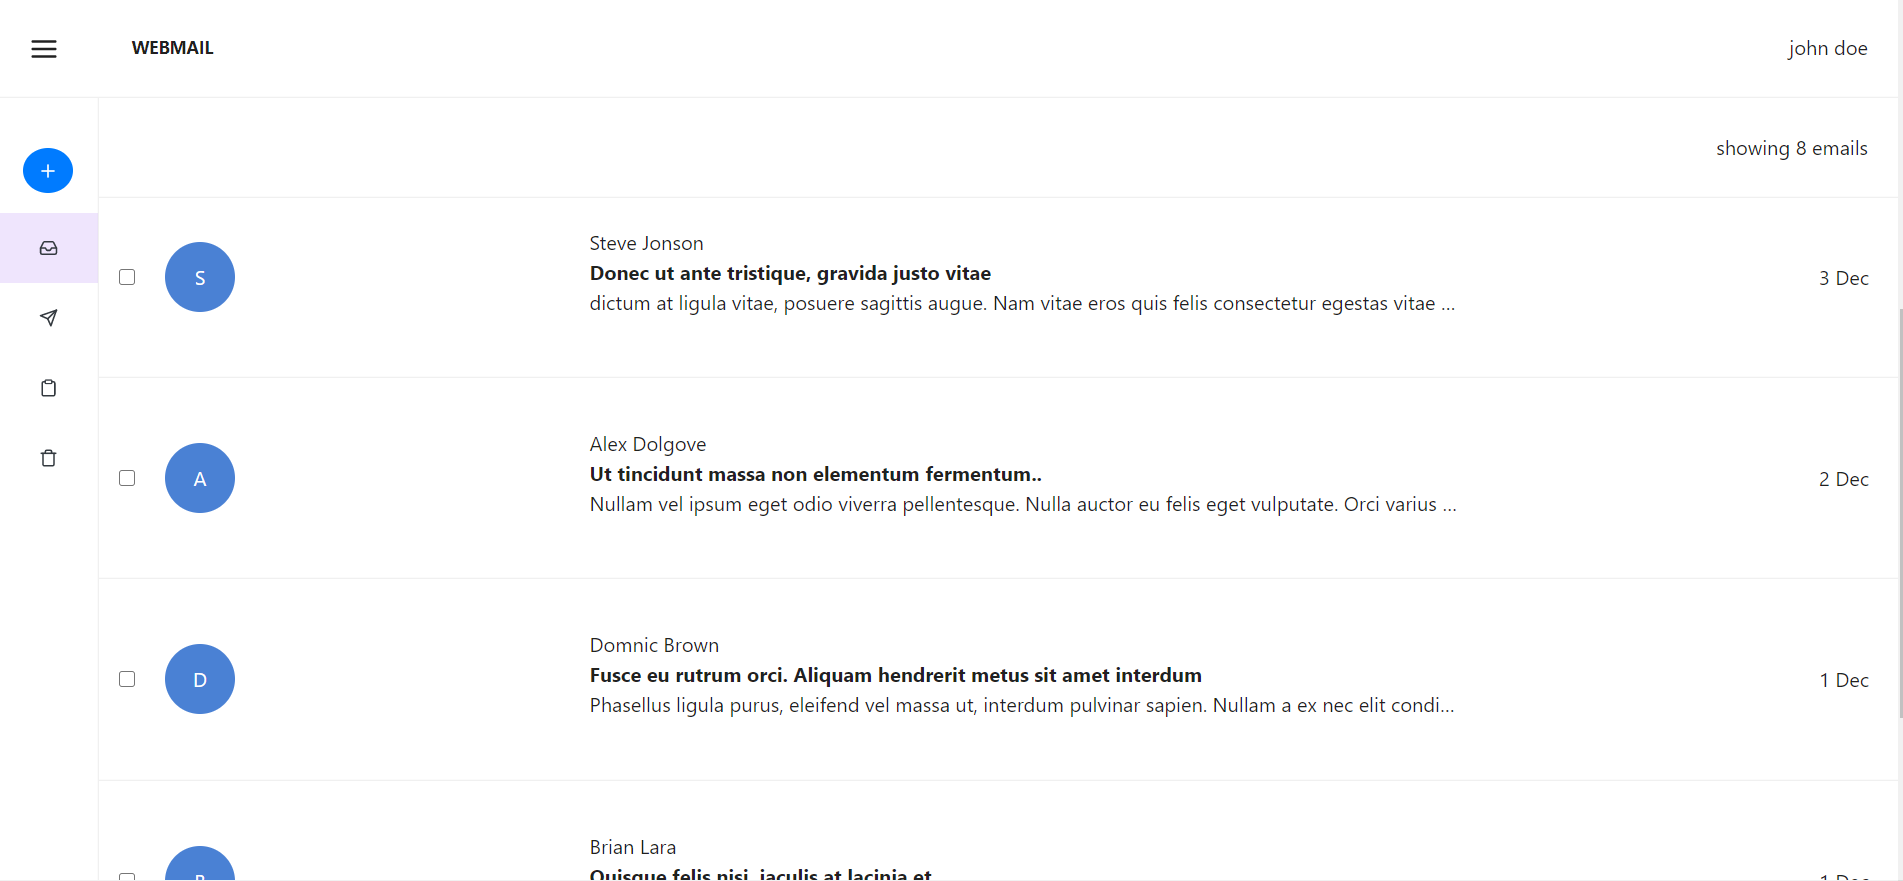 WEBMAIL
john doe
showing 8 emails
S
Steve Jonson
Donec ut ante tristique, gravida justo vitae
dictum at ligula vitae, posuere sagittis augue. Nam vitae eros quis felis consectetur egestas vitae ...
3 Dec
A
Alex Dolgove
Ut tincidunt massa non elementum fermentum..
Nullam vel ipsum eget odio viverra pellentesque. Nulla auctor eu felis eget vulputate. Orci varius ...
2 Dec
D
Domnic Brown
Fusce eu rutrum orci. Aliquam hendrerit metus sit amet interdum
Phasellus ligula purus, eleifend vel massa ut, interdum pulvinar sapien. Nullam a ex nec elit condi...
1 Dec
B
Brian Lara
Quisque felis nisi, iaculis at lacinia et
1 Dec